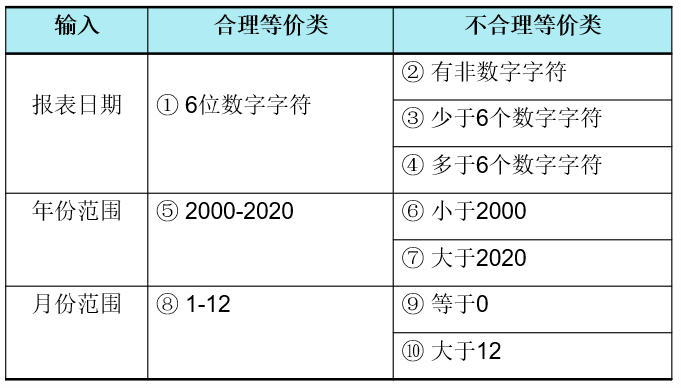 输入 合理等价类 不合理等价类
报表日期 ① 6位数字字符 ② 有非数字字符
③ 少于6个数字字符
④ 多于6个数字字符
年份范围 ⑤ 2000-2020 ⑥ 小于2000
⑦ 大于2020
月份范围 ⑧ 1-12 ⑨ 等于0
⑩ 大于12